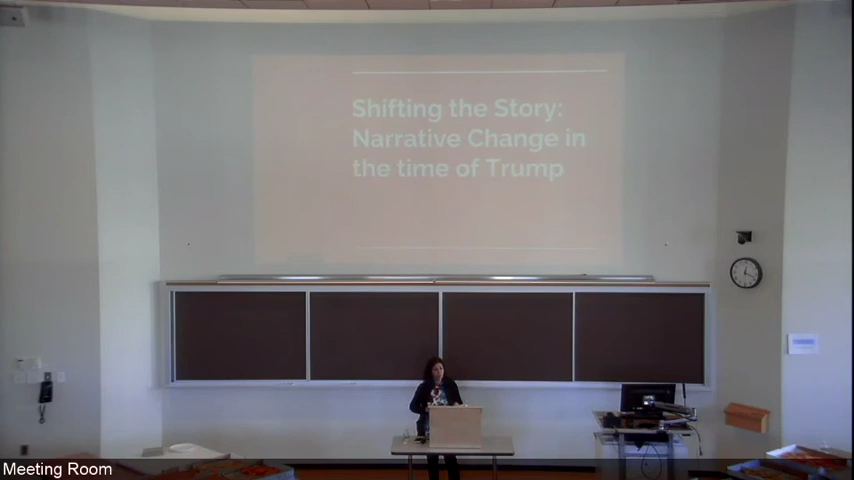 Shifting the Story:
Narrative Change in
the time of Trump
Meeting Room